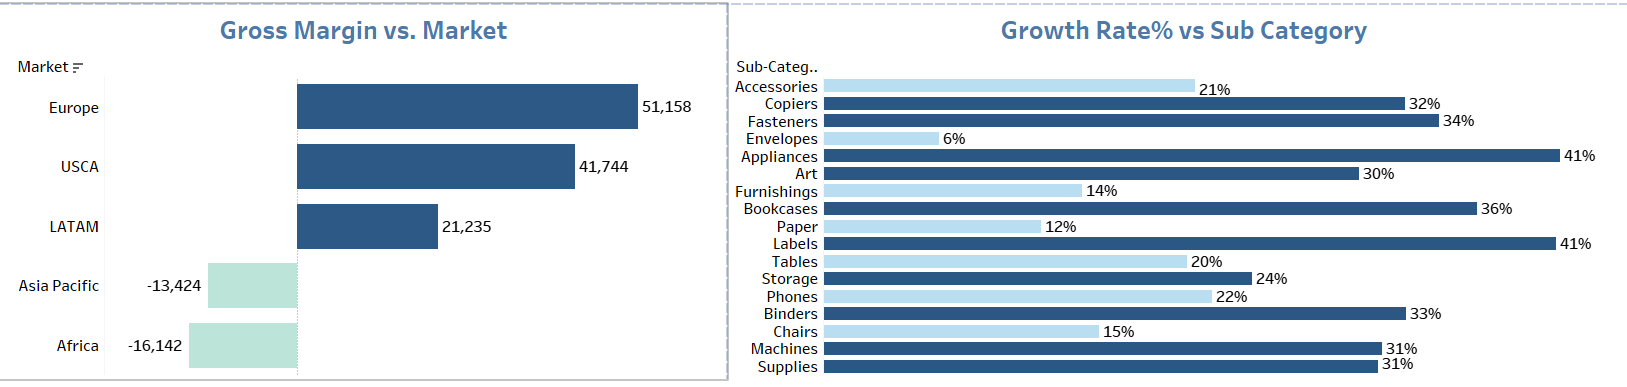 Gross Margin vs. Market
Market
Europe 51,158
USCA 41,744
LATAM 21,235
Asia Pacific -13,424
Africa -16,142
Growth Rate% vs Sub Category
Sub-Categ..
Accessories 21%
Copiers 32%
Fasteners 34%
Envelopes 6%
Appliances 41%
Art 30%
Furnishings 14%
Bookcases 36%
Paper 12%
Labels 41%
Tables 20%
Storage 24%
Phones 22%
Binders 33%
Chairs 15%
Machines 31%
Supplies 31%